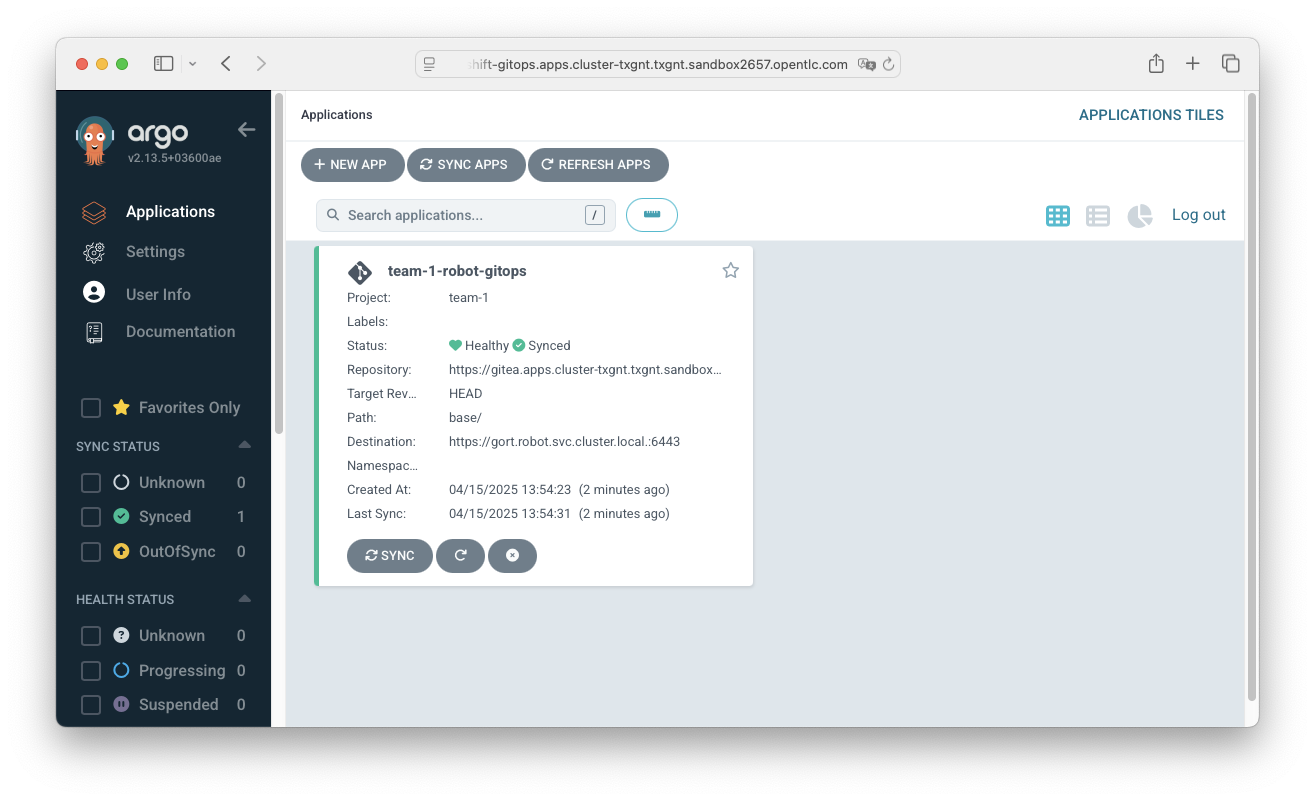 shift-gitops.apps.cluster-txgnt.txgnt.sandbox2657.opentlc.com
argo
v2.13.5+03600ae
Applications
Settings
User Info
Documentation
Favorites Only
SYNC STATUS
Unknown 0
Synced 1
OutOfSync 0
HEALTH STATUS
Unknown 0
Progressing 0
Suspended 0
Applications
APPLICATIONS TILES
NEW APP SYNC APPS REFRESH APPS
Search applications... /
Log out
team-1-robot-gitops
Project: team-1
Labels:
Status: Healthy Synced
Repository: https://gitea.apps.cluster-txgnt.txgnt.sandbox...
Target Rev... HEAD
Path: base/
Destination: https://gort.robot.svc.cluster.local.:6443
Namespac...
Created At: 04/15/2025 13:54:23 (2 minutes ago)
Last Sync: 04/15/2025 13:54:31 (2 minutes ago)
SYNC